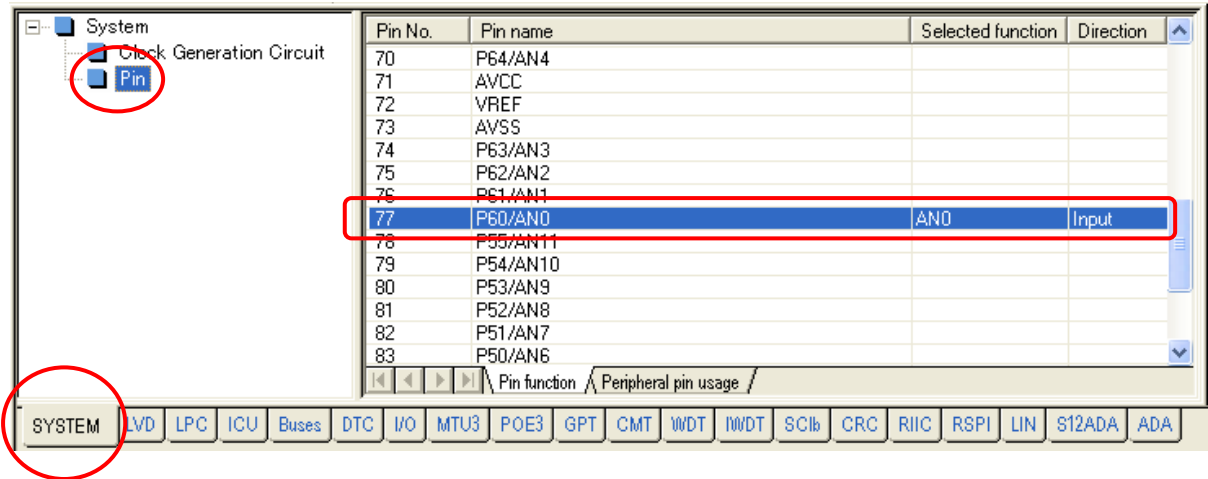 System
Clock Generation Circuit
Pin
Pin No. Pin name Selected function Direction
70 P64/AN4
71 AVCC
72 VREF
73 AVSS
74 P63/AN3
75 P62/AN2
76 P61/AN1
77 P60/AN0 AN0 Input
78 P55/AN11
79 P54/AN10
80 P53/AN9
81 P52/AN8
82 P51/AN7
83 P50/AN6
Pin function Peripheral pin usage
SYSTEM LVD LPC ICU Buses DTC I/O MTU3 POE3 GPT CMT WDT IWDT SCIb CRC RIIC RSPI LIN S12ADA ADA